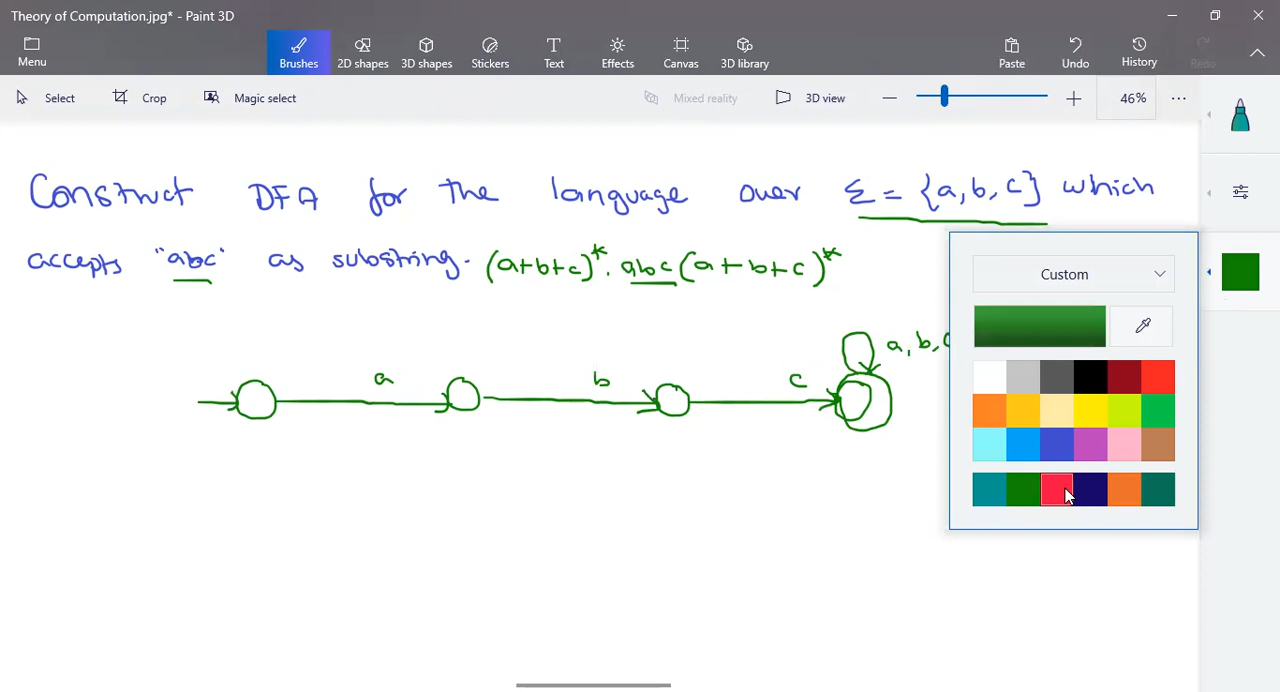 Theory of Computation.jpg* - Paint 3D
Menu
Brushes
2D shapes
3D shapes
Stickers
Text
Effects
Canvas
3D library
Paste
Undo
History
Redo
Select
Crop
Magic select
Mixed reality
3D view
46%
Construct DFA for the language over Σ = {a, b, c} which
accepts "abc" as substring. (a+b+c)*. abc (a+b+c)*
Custom
a, b, c
a
b
c